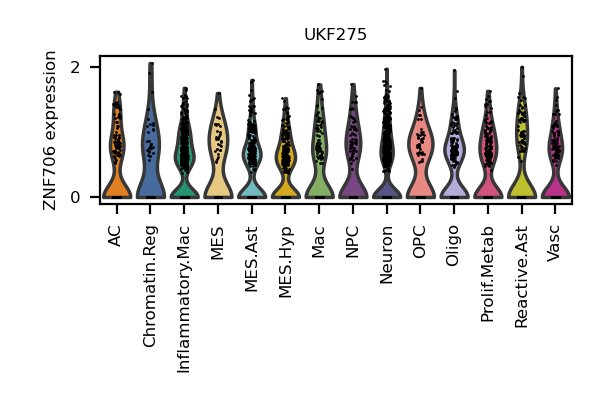 UKF275
ZNF706 expression
2
0
AC
Chromatin.Reg
Inflammatory.Mac
MES
MES.Ast
MES.Hyp
Mac
NPC
Neuron
OPC
Oligo
Prolif.Metab
Reactive.Ast
Vasc